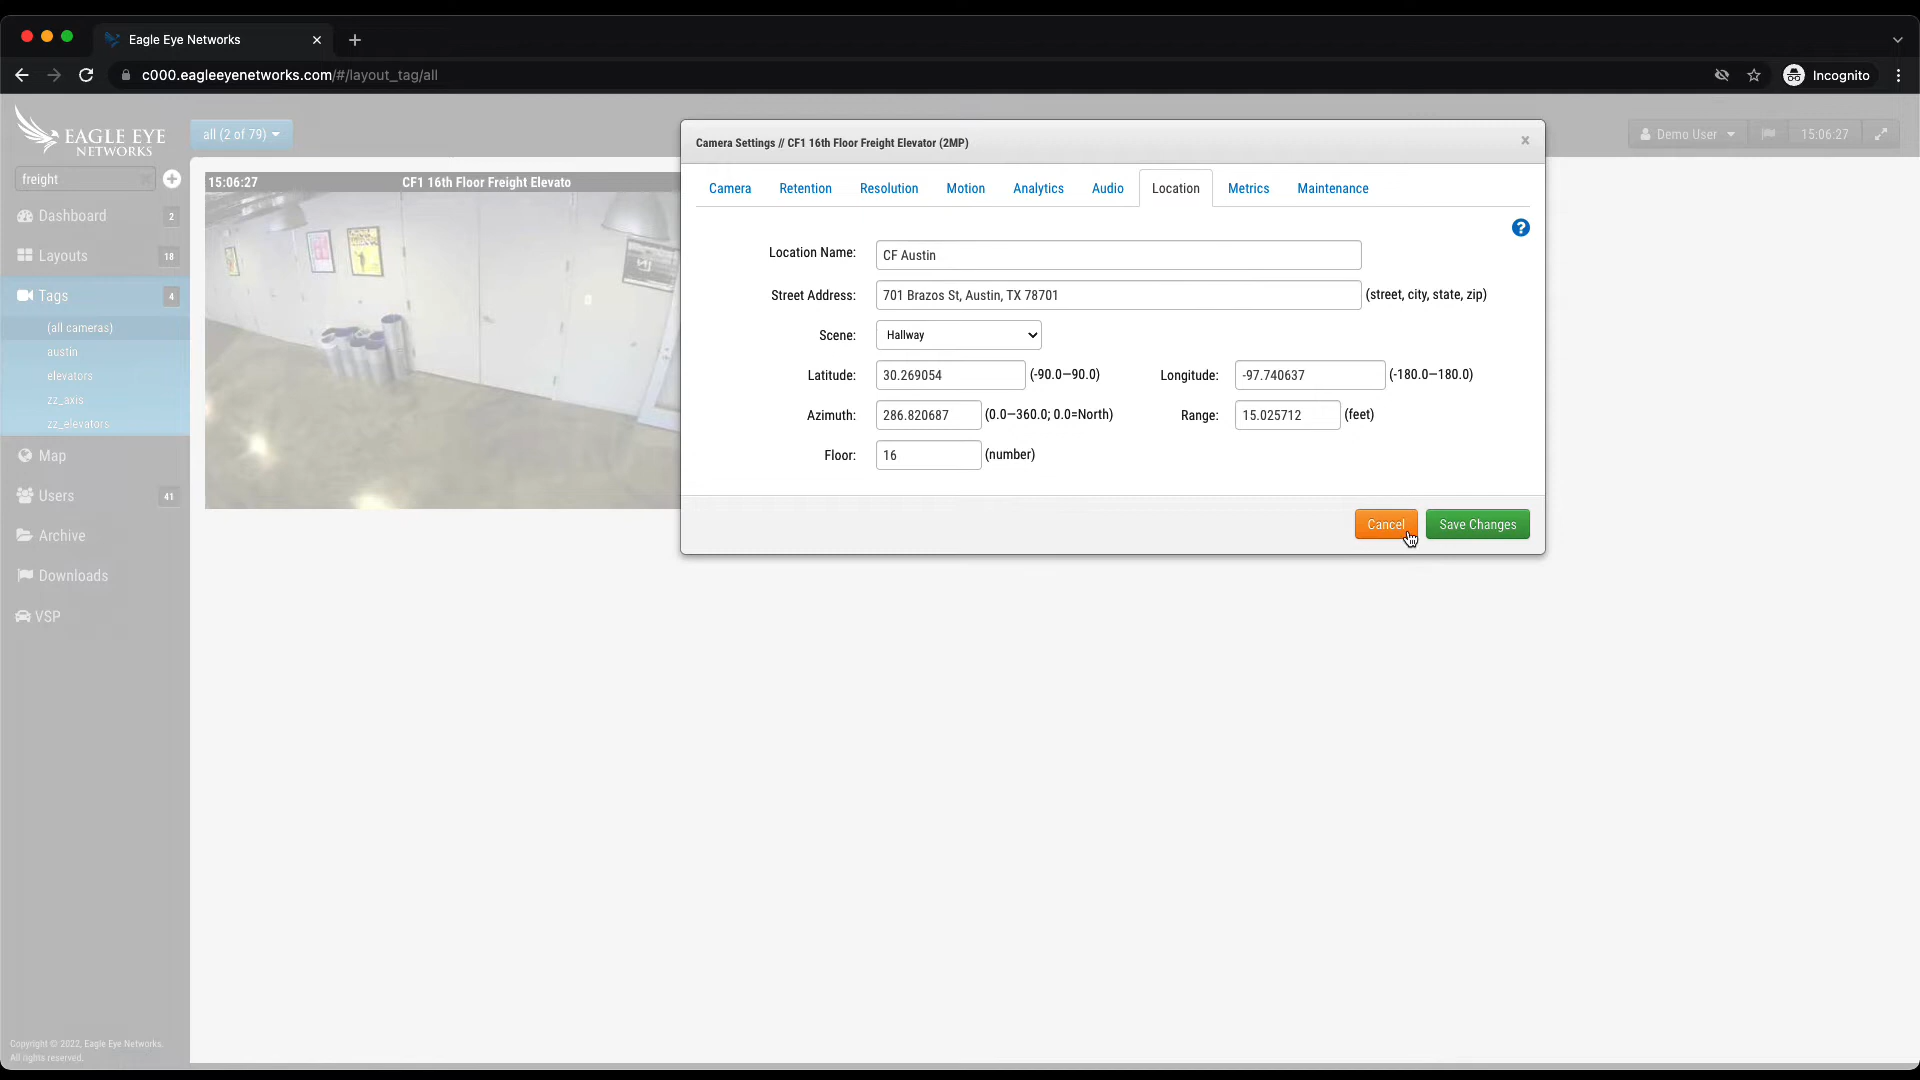 Eagle Eye Networks
c000.eagleeyenetworks.com/#/layout_tag/all
Incognito
EAGLE EYE
NETWORKS
all (2 of 79)
Demo User
15:06:27
freight
Dashboard 2
Layouts 18
Tags 4
(all cameras)
austin
elevators
zz_axis
zz_elevators
Map
Users 41
Archive
Downloads
VSP
Copyright © 2022, Eagle Eye Networks.
All rights reserved.
15:06:27 CF1 16th Floor Freight Elevato
Camera Settings // CF1 16th Floor Freight Elevator (2MP) ×
Camera Retention Resolution Motion Analytics Audio Location Metrics Maintenance
?
Location Name: CF Austin
Street Address: 701 Brazos St, Austin, TX 78701 (street, city, state, zip)
Scene: Hallway
Latitude: 30.269054 (-90.0—90.0) Longitude: -97.740637 (-180.0—180.0)
Azimuth: 286.820687 (0.0—360.0; 0.0=North) Range: 15.025712 (feet)
Floor: 16 (number)
Cancel Save Changes